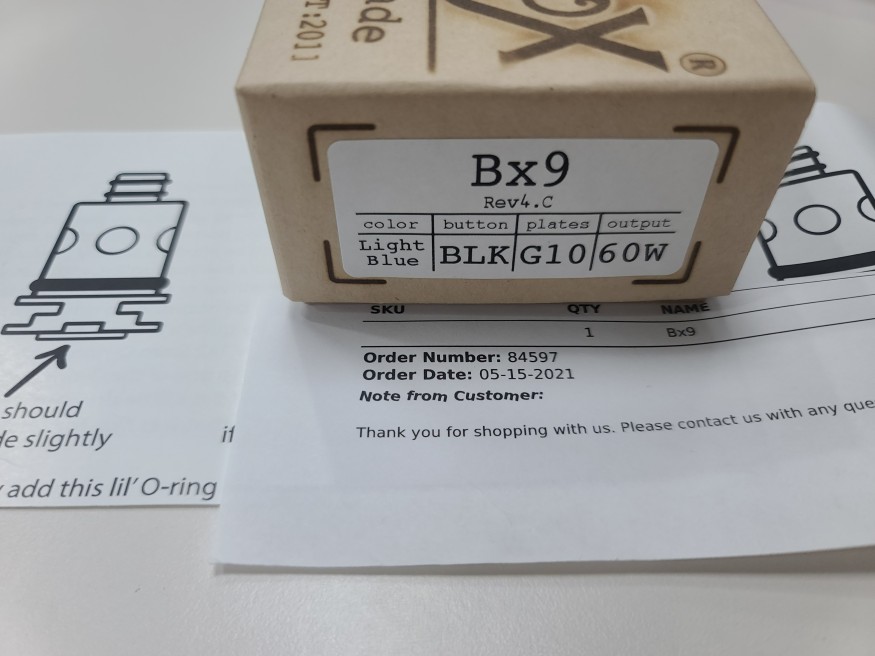 T:2011
de
X®
Bx9
Rev4.C
color button plates output
Light Blue BLK G10 60W
SKU QTY NAME
1 Bx9
Order Number: 84597
Order Date: 05-15-2021
Note from Customer:
Thank you for shopping with us. Please contact us with any que
should
slightly
if
add this lil' O-ring